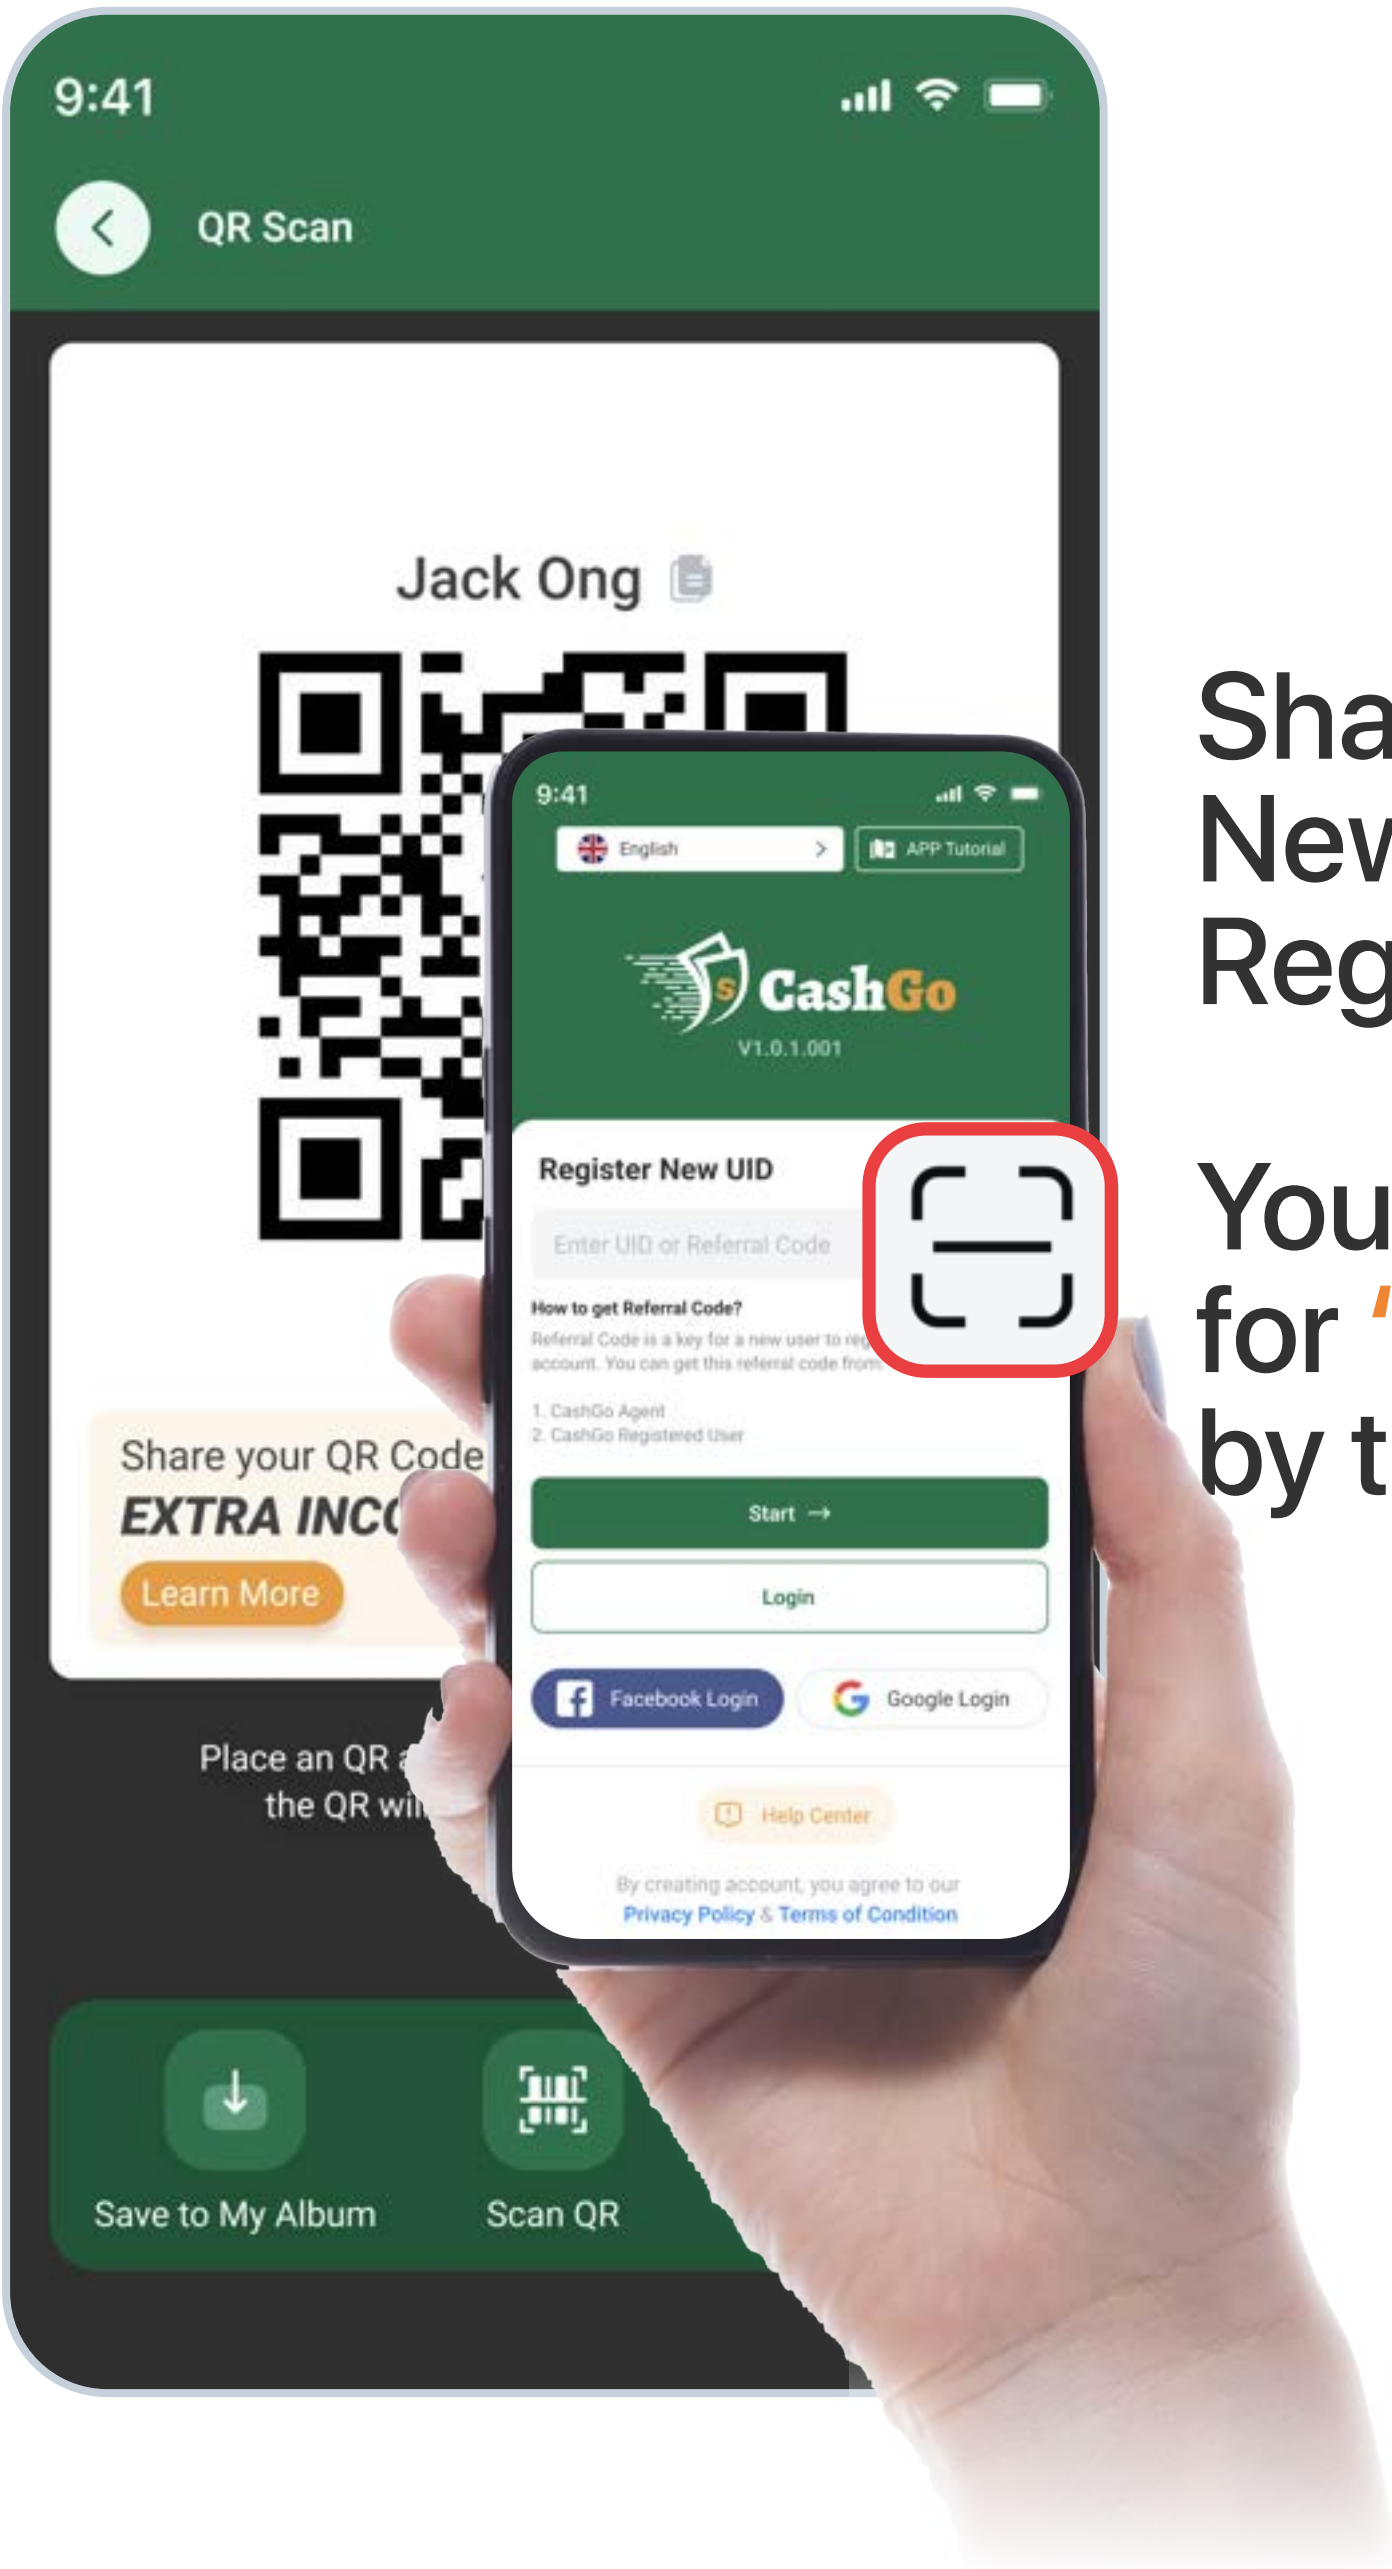 9:41
QR Scan
Jack Ong
Share your QR Code
EXTRA
Learn More
Place an QR
the QR
Save to My Album
Scan QR
9:41
English
APP Tutorial
S
CashGo
V1.0.1.001
Register New UID
Enter UID or Referral Code
How to get Referral Code?
Referral Code is a key for a new user to
account. You can get this referral code from
1. CashGo Agent
2. CashGo Registered User
Start →
Login
Facebook Login
Google Login
Help Center
By creating account, you agree to our
Privacy Policy & Terms of Condition
Sha
New
Reg
You
for "
by t